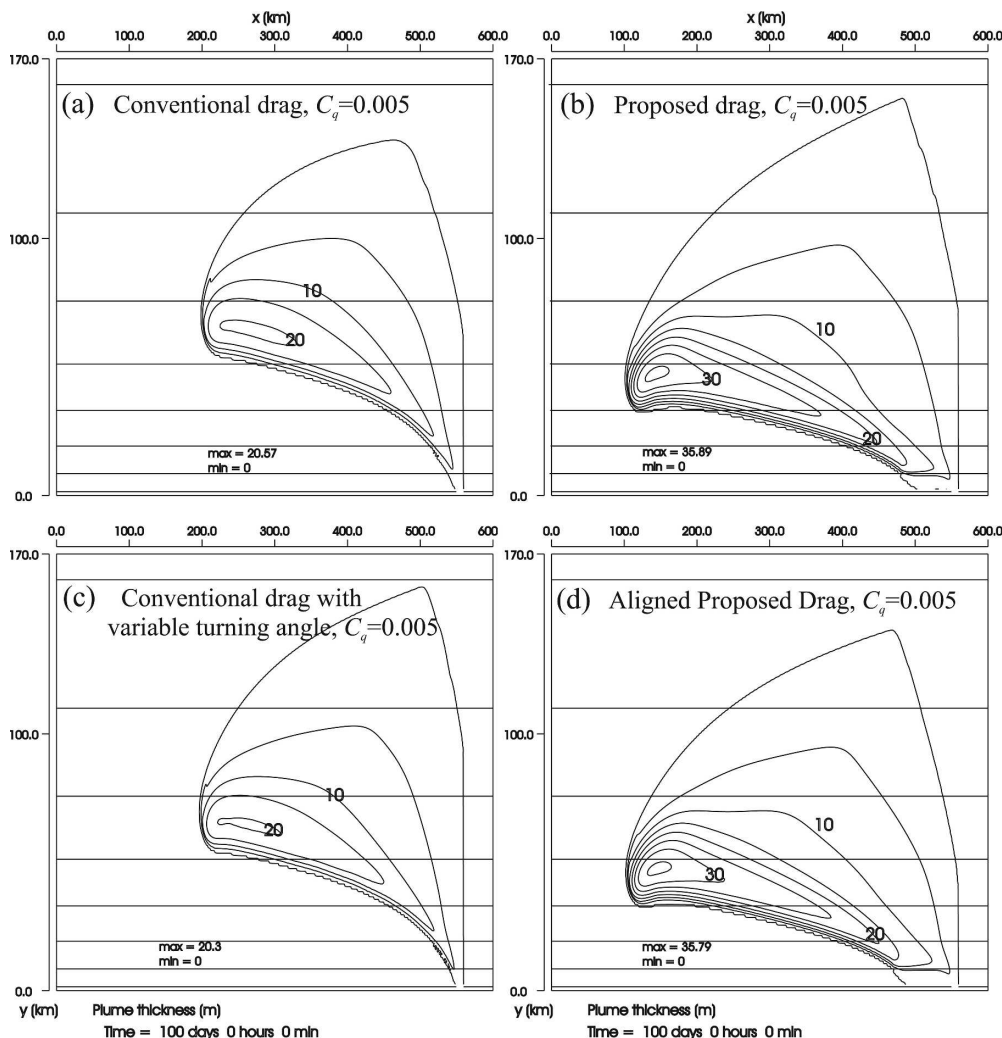 x (km) x (km)
0.0 100.0 200.0 300.0 400.0 500.0 600.0 0.0 100.0 200.0 300.0 400.0 500.0 600.0
170.0 170.0
(a) Conventional drag, Cq=0.005 (b) Proposed drag, Cq=0.005
100.0 100.0
10 10
20 30
20
max = 20.57 max = 35.89
min = 0 min = 0
0.0 0.0
0.0 100.0 200.0 300.0 400.0 500.0 600.0 0.0 100.0 200.0 300.0 400.0 500.0 600.0
170.0 170.0
(c) Conventional drag with (d) Aligned Proposed Drag, Cq=0.005
variable turning angle, Cq=0.005
100.0 100.0
10 10
20 30
20
max = 20.3 max = 35.79
min = 0 min = 0
0.0 0.0
y (km) Plume thickness (m) y (km) Plume thickness (m)
Time = 100 days 0 hours 0 min Time = 100 days 0 hours 0 min